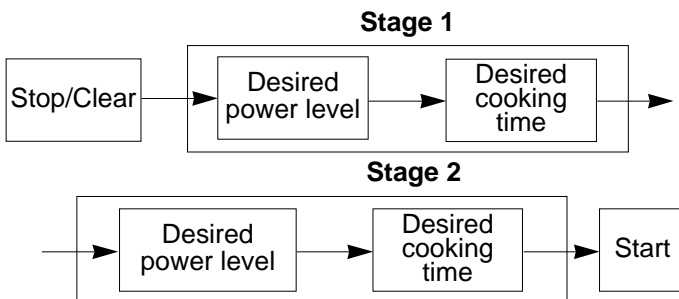 Stage 1
Stop/Clear
Desired
power level
Desired
cooking
time
Stage 2
Desired
power level
Desired
cooking
time
Start